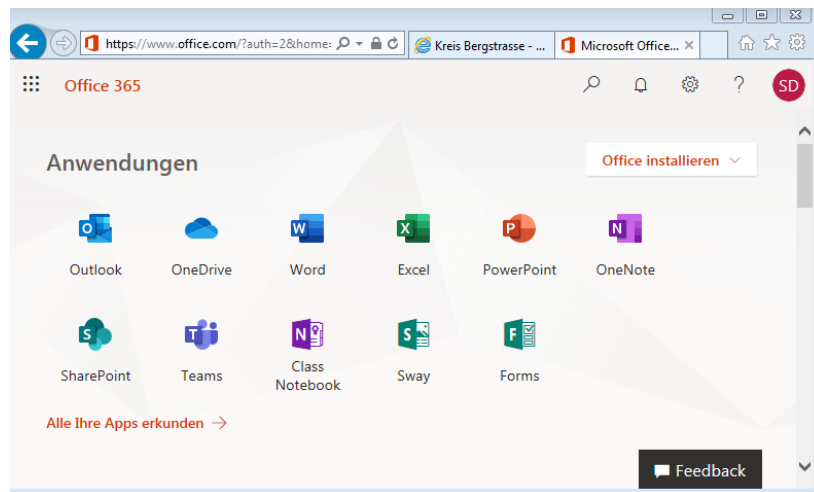 https://www.office.com/?auth=2&home:
Kreis Bergstrasse - ...
Microsoft Office...
Office 365
?
SD
Anwendungen
Office installieren
O
W
X
P
N
Outlook
OneDrive
Word
Excel
PowerPoint
OneNote
S
T
N
S
F
SharePoint
Teams
Class
Notebook
Sway
Forms
Alle Ihre Apps erkunden →
Feedback